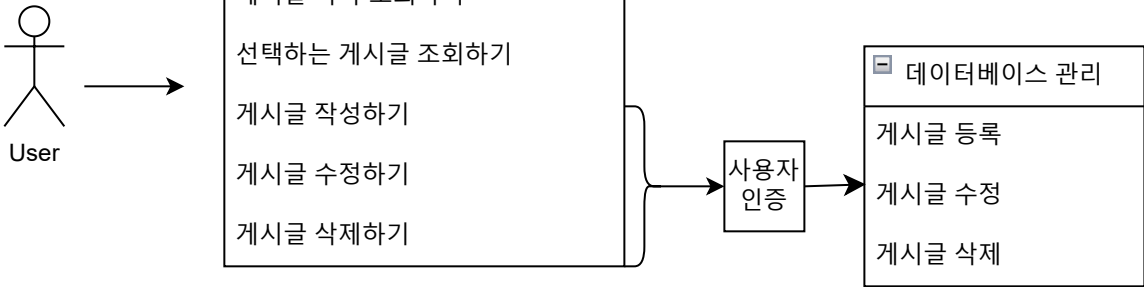 선택하는 게시글 조회하기
게시글 작성하기
게시글 수정하기
게시글 삭제하기
User
사용자
인증
데이터베이스 관리
게시글 등록
게시글 수정
게시글 삭제